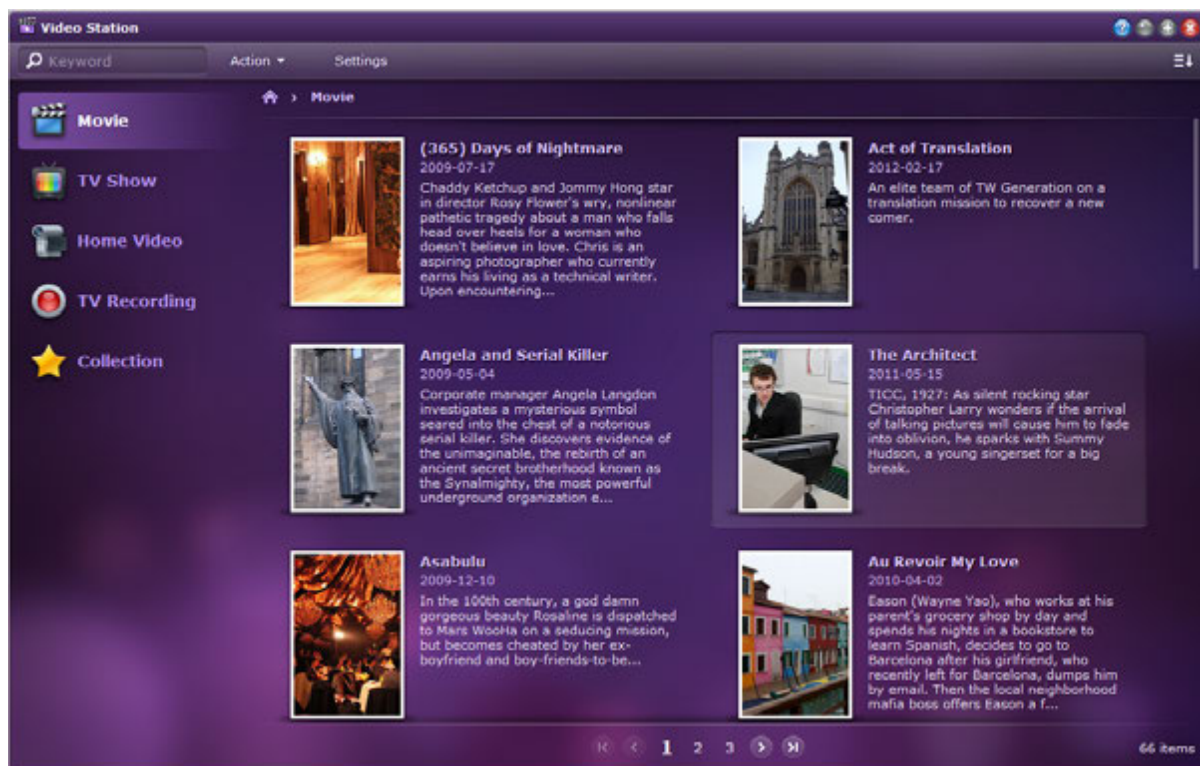 Video Station
Keyword
Action
Settings
Movie
TV Show
Home Video
TV Recording
Collection
› Movie
(365) Days of Nightmare
2009-07-17
Chaddy Ketchup and Jommy Hong star
in director Rosy Flower's wry, nonlinear
pathetic tragedy about a man who falls
head over heels for a woman who
doesn't believe in love. Chris is an
aspiring photographer who currently
earns his living as a technical writer.
Upon encountering...
Act of Translation
2012-02-17
An elite team of TW Generation on a
translation mission to recover a new
comer.
Angela and Serial Killer
2009-05-04
Corporate manager Angela Langdon
investigates a mysterious symbol
seared into the chest of a notorious
serial killer. She discovers evidence of
the unimaginable, the rebirth of an
ancient secret brotherhood known as
the Synalmighty, the most powerful
underground organization e...
The Architect
2011-05-15
TICC, 1927: As silent rocking star
Christopher Larry wonders if the arrival
of talking pictures will cause him to fade
into oblivion, he sparks with Summy
Hudson, a young singerset for a big
break.
Asabulu
2009-12-10
In the 100th century, a god damn
gorgeous beauty Rosaline is dispatched
to Mars WooHa on a seducing mission,
but becomes cheated by her ex-
boyfriend and boy-friends-to-be...
Au Revoir My Love
2010-04-02
Eason (Wayne Yao), who works at his
parent's grocery shop by day and
spends his nights in a bookstore to
learn Spanish, decides to go to
Barcelona after his girlfriend, who
recently left for Barcelona, dumps him
by email. Then the local neighborhood
mafia boss offers Eason a f...
1 2 3
66 items